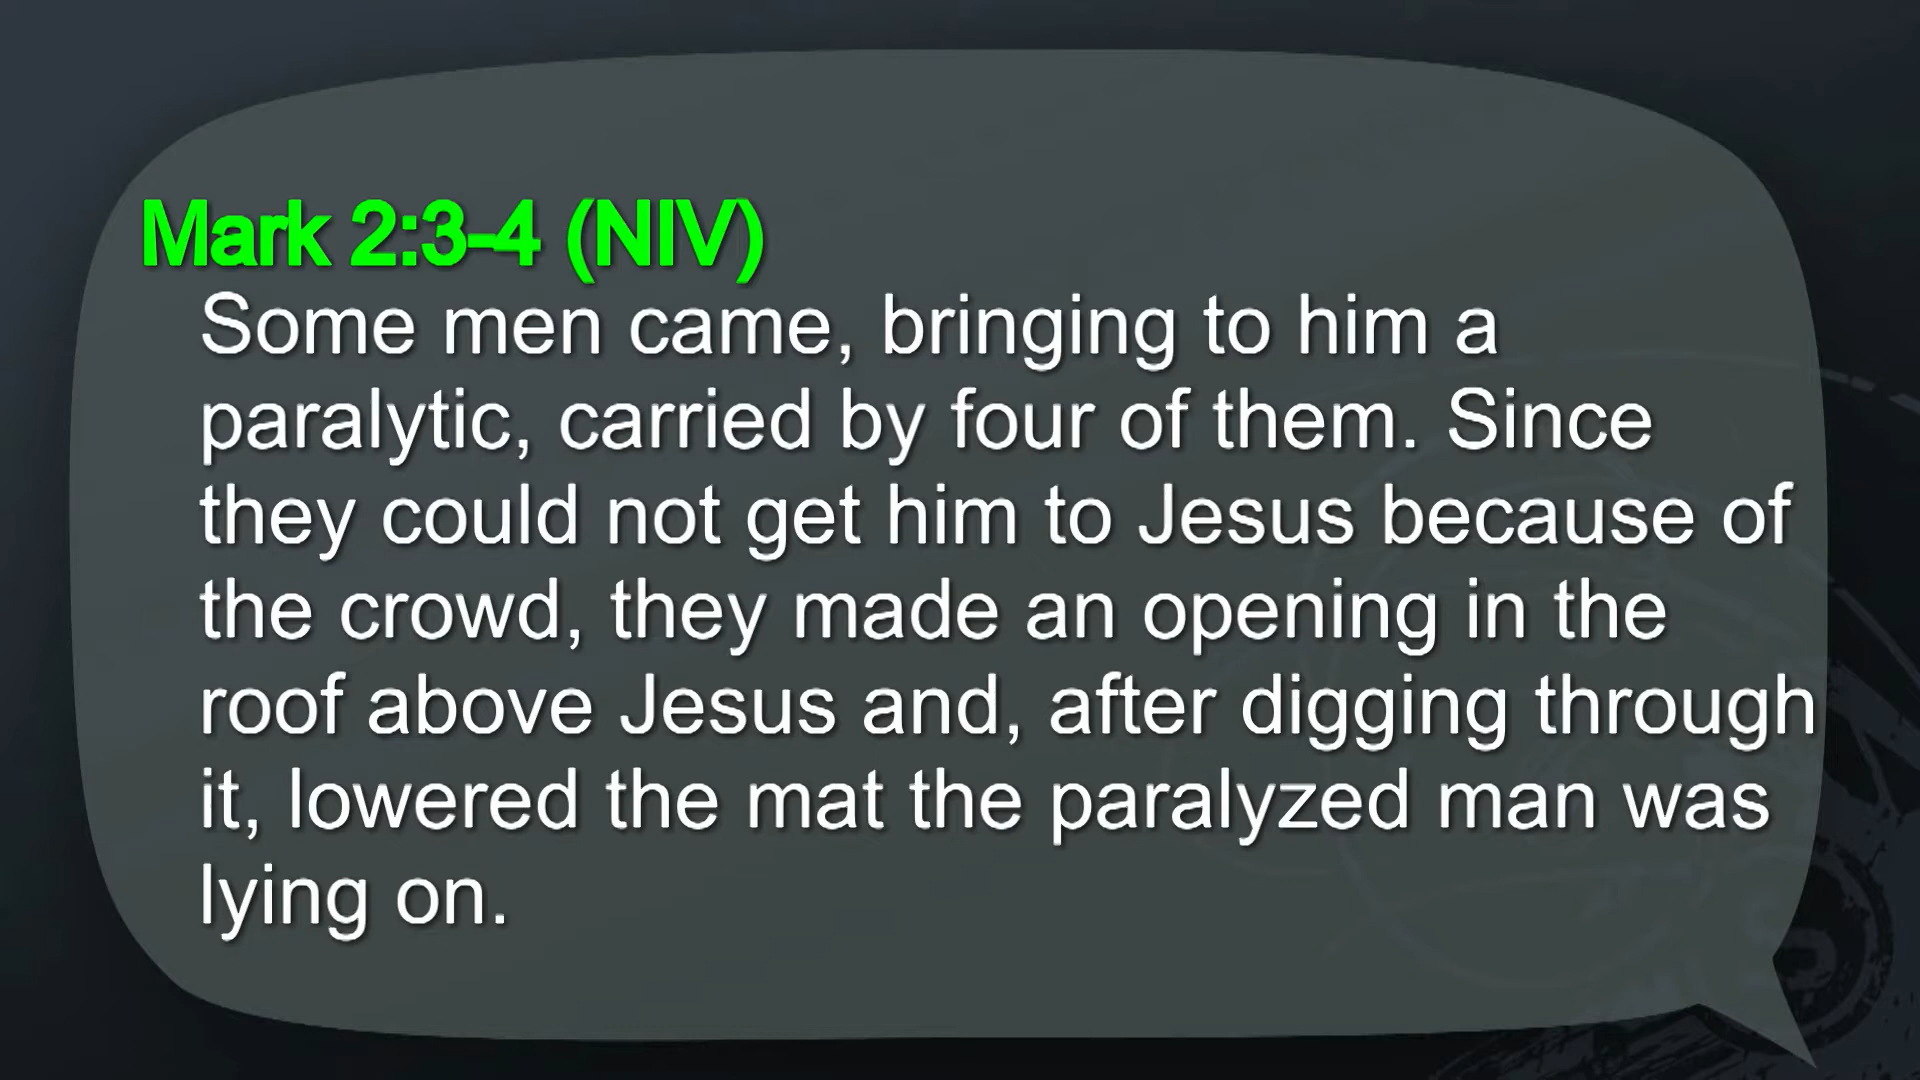 Mark 2:3-4 (NIV)
Some men came, bringing to him a
paralytic, carried by four of them. Since
they could not get him to Jesus because of
the crowd, they made an opening in the
roof above Jesus and, after digging through
it, lowered the mat the paralyzed man was
lying on.